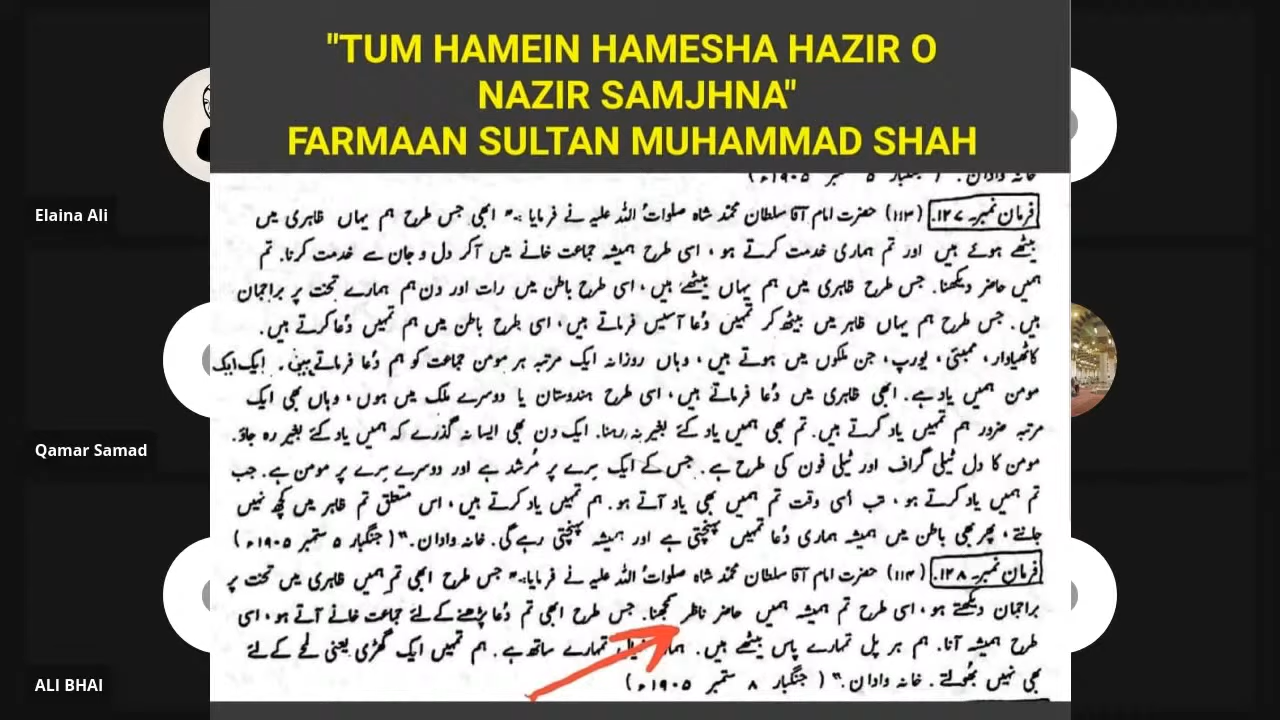 "TUM HAMEIN HAMESHA HAZIR O
NAZIR SAMJHNA"
FARMAAN SULTAN MUHAMMAD SHAH
خانہ وادان۔ (جنگبار ۵ ستمبر ۱۹۰۵ء)
فرمان نمبر۔ ۱۲۷۔ (۱۱۳) حضرت امام آقا سلطان محمد شاہ صلوات اللہ علیہ نے فرمایا :۔" ابھی جس طرح ہم یہاں ظاہری میں
بیٹھے ہوئے ہیں اور تم ہماری خدمت کرتے ہو ، اسی طرح ہمیشہ جماعت خانے میں آکر دل و جان سے خدمت کرنا۔ تم
ہمیں حاضر دیکھنا۔ جس طرح ظاہری میں ہم یہاں بیٹھے ہیں ، اسی طرح باطن میں رات اور دن ہم ہمارے تخت پر براجمان
ہیں۔ جس طرح ہم یہاں ظاہر میں بیٹھ کر تمہیں دُعا آسیس فرماتے ہیں ، اسی طرح باطن میں ہم تمہیں دُعا کرتے ہیں۔
کاٹھیاوار ، ممبئی ، یورپ ، جن ملکوں میں ہوتے ہیں ، وہاں روزانہ ایک مرتبہ ہر مومن جماعت کو ہم دُعا فرماتے ہیں۔ ایک ایک
مومن ہمیں یاد ہے۔ ابھی ظاہری میں دُعا فرماتے ہیں ، اسی طرح ہندوستان یا دوسرے ملک میں ہوں ، وہاں بھی ایک
مرتبہ ضرور ہم تمہیں یاد کرتے ہیں۔ تم بھی ہمیں یاد کئے بغیر نہ رہنا۔ ایک دن بھی ایسا نہ گذرے کہ ہمیں یاد کئے بغیر رہ جاؤ۔
مومن کا دل ٹیلی گراف اور ٹیلی فون کی طرح ہے۔ جس کے ایک سِرے پر مُرشد ہے اور دوسرے سِرے پر مومن ہے۔ جب
تم ہمیں یاد کرتے ہو ، تب اُسی وقت تم ہمیں بھی یاد آتے ہو۔ ہم تمہیں یاد کرتے ہیں ، اس متعلق تم ظاہر میں کچھ نہیں
جانتے ، پھر بھی باطن میں ہمیشہ ہماری دُعا تمہیں پہنچتی ہے اور ہمیشہ پہنچتی رہے گی۔ خانہ وادان۔" (جنگبار ۵ ستمبر ۱۹۰۵ء)
فرمان نمبر۔ ۱۲۸۔ (۱۱۴) حضرت امام آقا سلطان محمد شاہ صلوات اللہ علیہ نے فرمایا :۔" جس طرح ابھی تم ہمیں ظاہری میں تخت پر
براجمان دیکھتے ہو ، اسی طرح تم ہمیشہ ہمیں حاضر ناظر سمجھنا۔ جس طرح ابھی تم دُعا پڑھنے کے لئے جماعت خانے آتے ہو ، اسی
طرح ہمیشہ آنا۔ ہم ہر پل تمہارے پاس بیٹھے ہیں۔ ہمارا خیال تمہارے ساتھ ہے۔ ہم تمہیں ایک گھڑی یعنی لمحے کے لئے
بھی نہیں بھُولتے۔ خانہ وادان۔" (جنگبار ۸ ستمبر ۱۹۰۵ء)
Elaina Ali
Qamar Samad
ALI BHAI